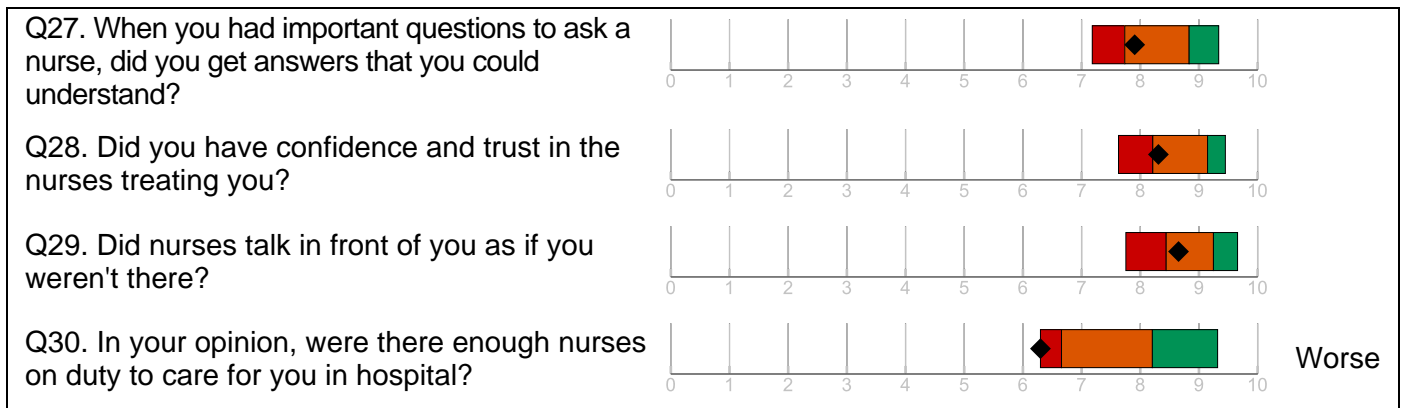 Q27. When you had important questions to ask a
nurse, did you get answers that you could
understand?
0 1 2 3 4 5 6 7 8 9 10
Q28. Did you have confidence and trust in the
nurses treating you?
0 1 2 3 4 5 6 7 8 9 10
Q29. Did nurses talk in front of you as if you
weren't there?
0 1 2 3 4 5 6 7 8 9 10
Q30. In your opinion, were there enough nurses
on duty to care for you in hospital?
Worse
0 1 2 3 4 5 6 7 8 9 10